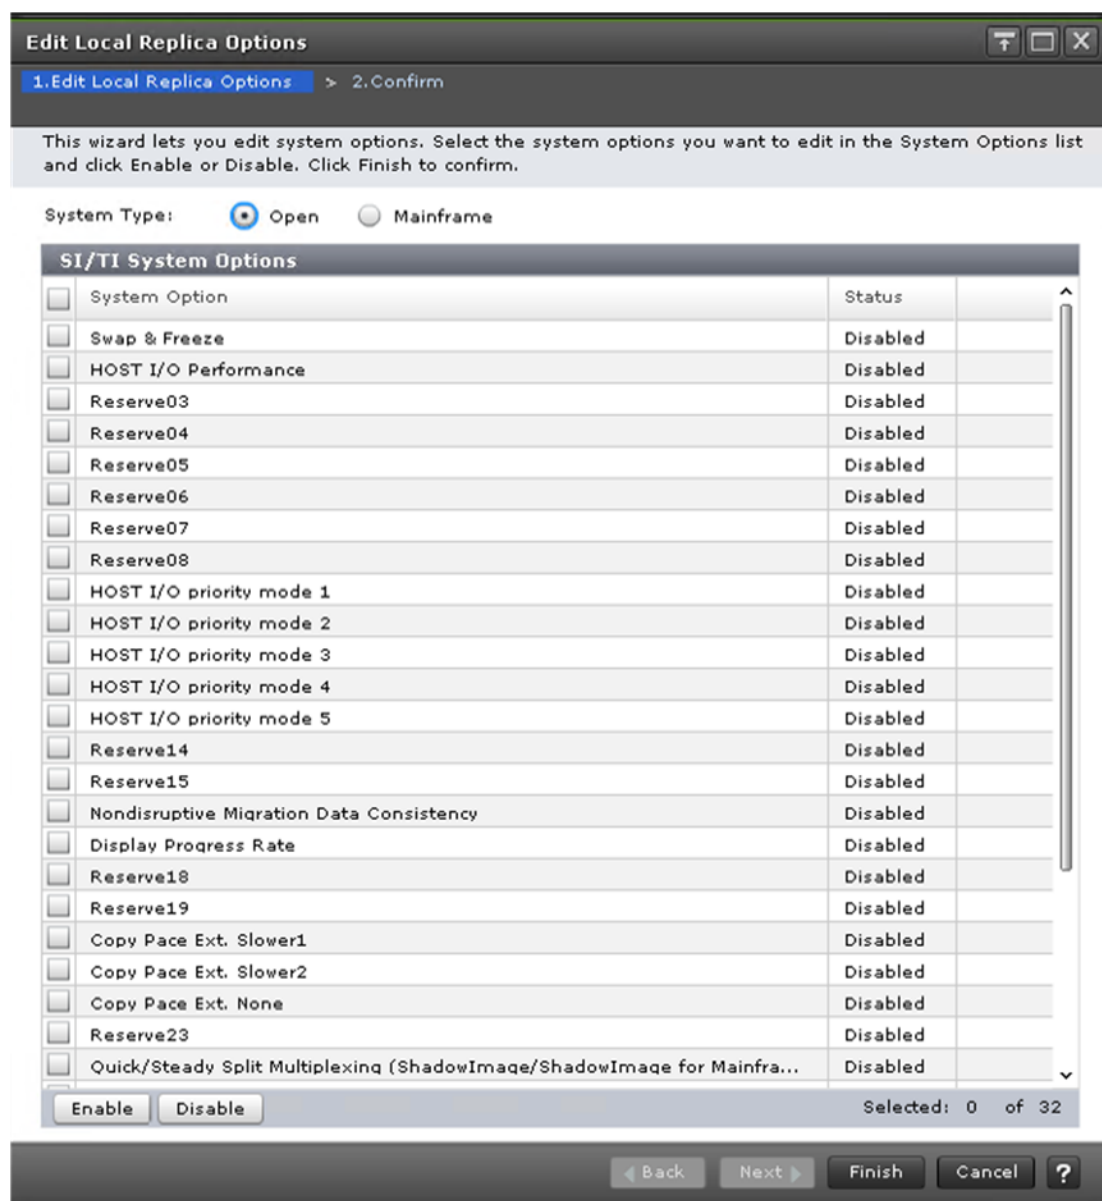 Edit Local Replica Options
1.Edit Local Replica Options > 2.Confirm
This wizard lets you edit system options. Select the system options you want to edit in the System Options list
and click Enable or Disable. Click Finish to confirm.
System Type: Open Mainframe
SI/TI System Options
System Option Status
Swap & Freeze Disabled
HOST I/O Performance Disabled
Reserve03 Disabled
Reserve04 Disabled
Reserve05 Disabled
Reserve06 Disabled
Reserve07 Disabled
Reserve08 Disabled
HOST I/O priority mode 1 Disabled
HOST I/O priority mode 2 Disabled
HOST I/O priority mode 3 Disabled
HOST I/O priority mode 4 Disabled
HOST I/O priority mode 5 Disabled
Reserve14 Disabled
Reserve15 Disabled
Nondisruptive Migration Data Consistency Disabled
Display Progress Rate Disabled
Reserve18 Disabled
Reserve19 Disabled
Copy Pace Ext. Slower1 Disabled
Copy Pace Ext. Slower2 Disabled
Copy Pace Ext. None Disabled
Reserve23 Disabled
Quick/Steady Split Multiplexing (ShadowImage/ShadowImage for Mainfra... Disabled
Enable Disable Selected: 0 of 32
Back Next Finish Cancel ?